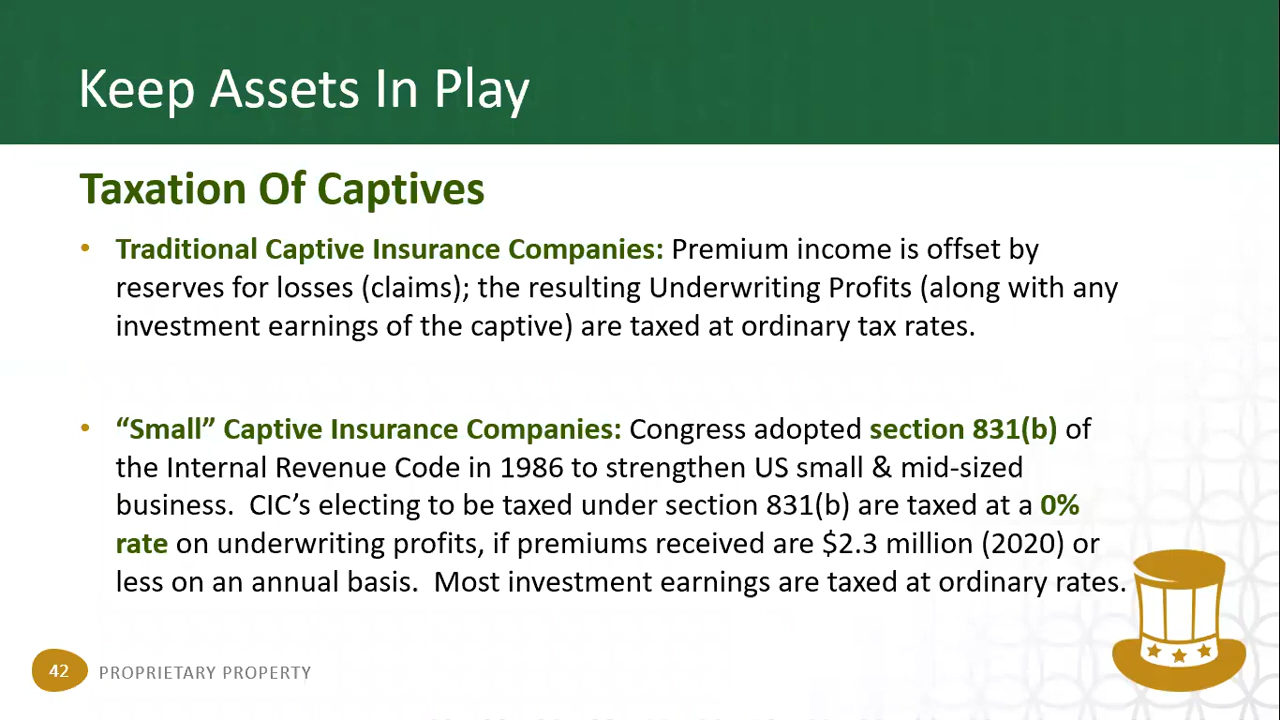 Keep Assets In Play
Taxation Of Captives
• Traditional Captive Insurance Companies: Premium income is offset by
reserves for losses (claims); the resulting Underwriting Profits (along with any
investment earnings of the captive) are taxed at ordinary tax rates.
• “Small” Captive Insurance Companies: Congress adopted section 831(b) of
the Internal Revenue Code in 1986 to strengthen US small & mid-sized
business.  CIC’s electing to be taxed under section 831(b) are taxed at a 0%
rate on underwriting profits, if premiums received are $2.3 million (2020) or
less on an annual basis.  Most investment earnings are taxed at ordinary rates.
42 PROPRIETARY PROPERTY